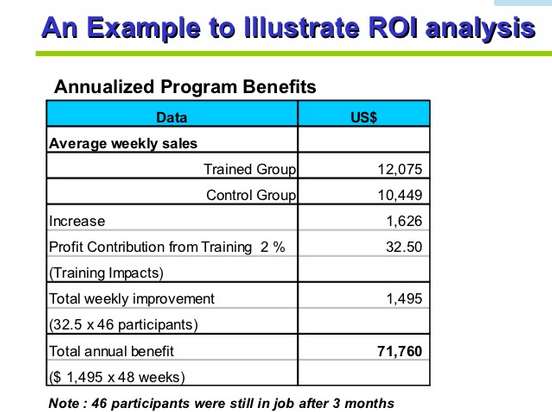 An Example to Illustrate ROI analysis
Annualized Program Benefits
Data US$
Average weekly sales
Trained Group 12,075
Control Group 10,449
Increase 1,626
Profit Contribution from Training 2 % 32.50
(Training Impacts)
Total weekly improvement 1,495
(32.5 x 46 participants)
Total annual benefit 71,760
($ 1,495 x 48 weeks)
Note : 46 participants were still in job after 3 months